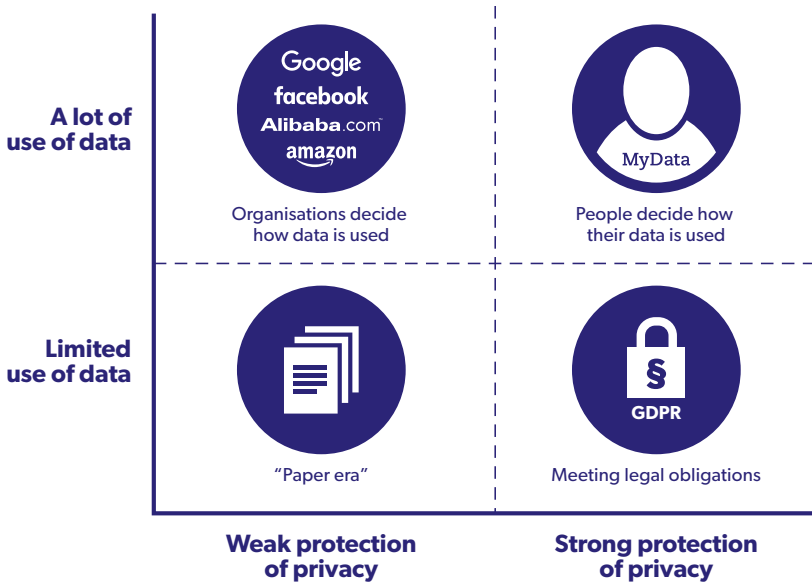 A lot of
use of data
Google
facebook
Alibaba.com™
amazon
Organisations decide
how data is used
MyData
People decide how
their data is used
Limited
use of data
“Paper era”
§
GDPR
Meeting legal obligations
Weak protection
of privacy
Strong protection
of privacy